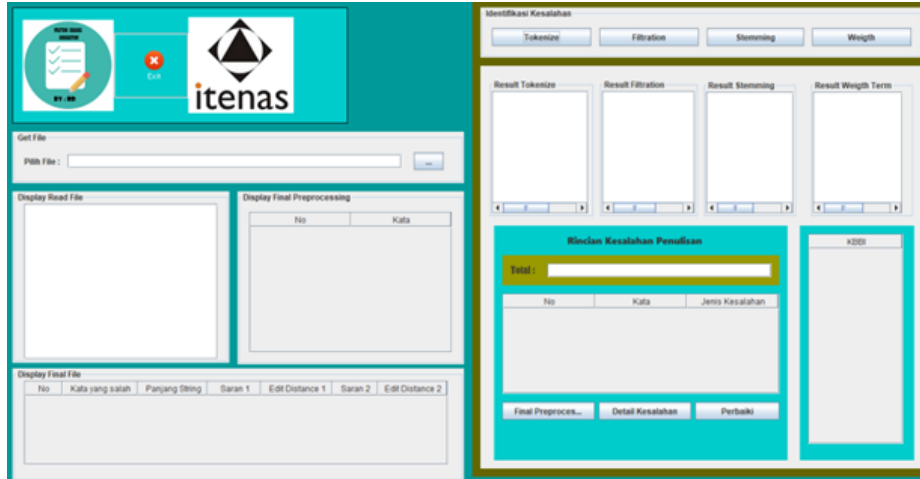 BY : RD
Exit
itenas
Get File
Pilih File :
...
Display Read File
Display Final Preprocessing
No Kata
Display Final File
No Kata yang salah Panjang String Saran 1 Edit Distance 1 Saran 2 Edit Distance 2
Identifikasi Kesalahan
Tokenize Filtration Stemming Weigth
Result Tokenize Result Filtration Result Stemming Result Weigth Term
Rincian Kesalahan Penulisan
Total :
No Kata Jenis Kesalahan
Final Preproces... Detail Kesalahan Perbaiki
KBBI